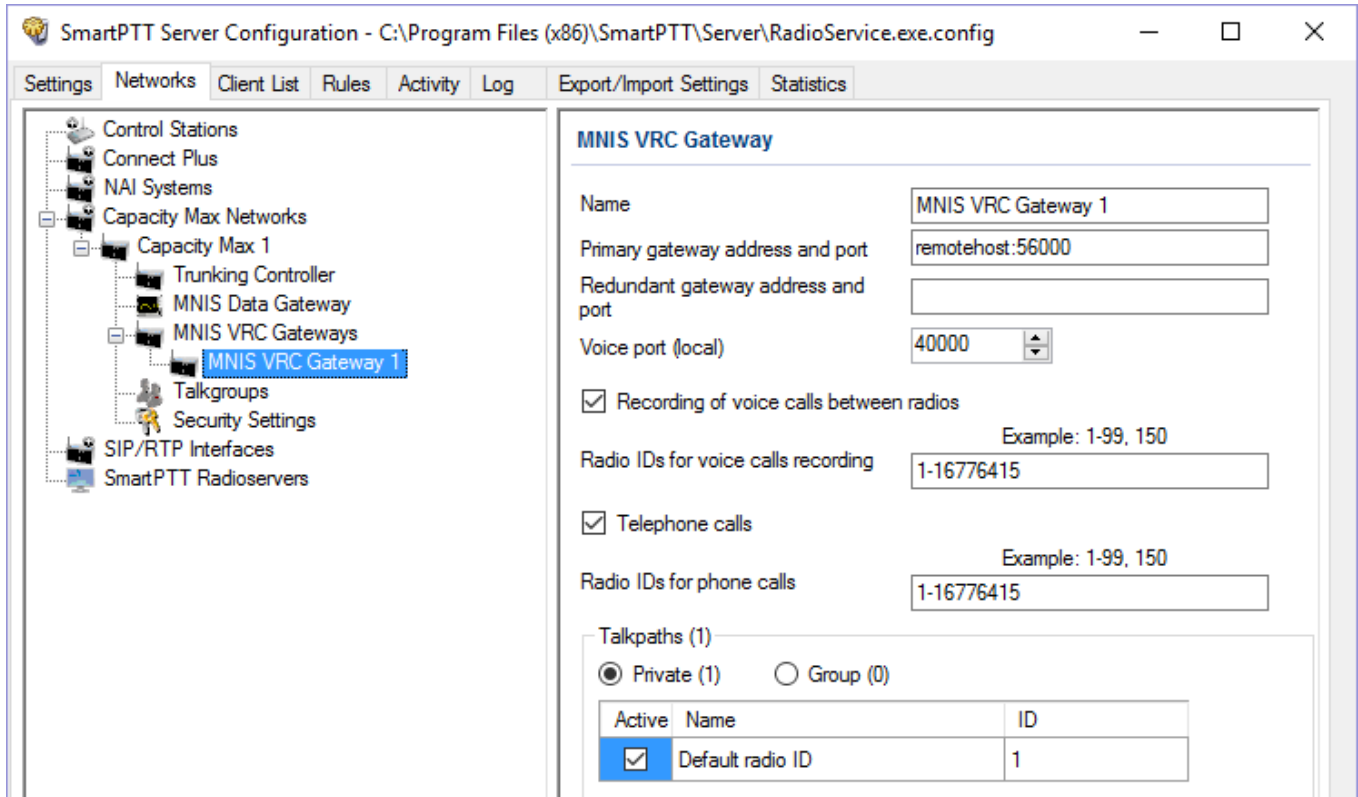 SmartPTT Server Configuration - C:\Program Files (x86)\SmartPTT\Server\RadioService.exe.config
Settings Networks Client List Rules Activity Log Export/Import Settings Statistics
Control Stations
Connect Plus
NAI Systems
Capacity Max Networks
Capacity Max 1
Trunking Controller
MNIS Data Gateway
MNIS VRC Gateways
MNIS VRC Gateway 1
Talkgroups
Security Settings
SIP/RTP Interfaces
SmartPTT Radioservers
MNIS VRC Gateway
Name MNIS VRC Gateway 1
Primary gateway address and port remotehost:56000
Redundant gateway address and
port
Voice port (local) 40000
Recording of voice calls between radios
Example: 1-99, 150
Radio IDs for voice calls recording 1-16776415
Telephone calls
Example: 1-99, 150
Radio IDs for phone calls 1-16776415
Talkpaths (1)
Private (1) Group (0)
Active Name ID
Default radio ID 1